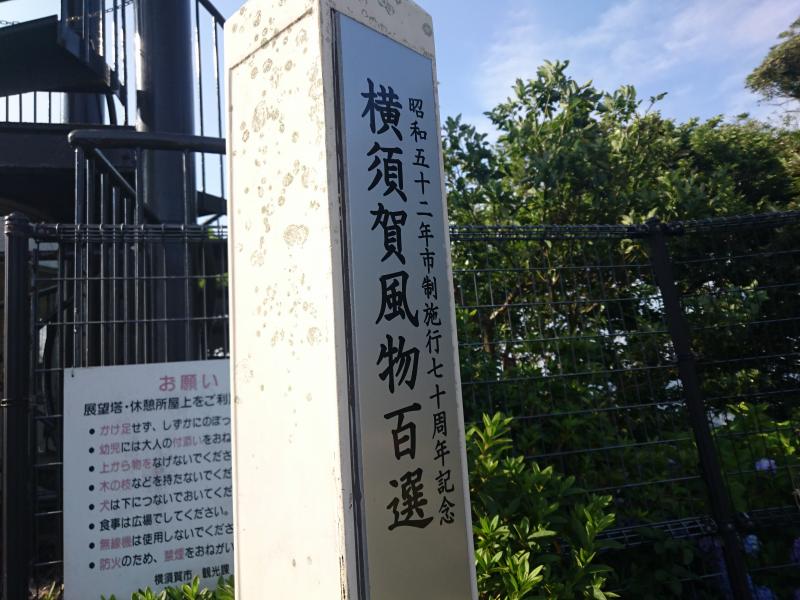 昭和五十二年市制施行七十周年記念
横須賀風物百選
お願い
展望塔・休憩所屋上をご利
● かけ足せず、しずかにのぼっ
● 幼児には大人の付添いをおね
● 上から物をなげないでくださ
● 木の枝などを持たないでくだ
● 犬は下につないでおいてくだ
● 食事は広場でしてください。
● 無線機は使用しないでくださ
● 防火のため、禁煙をおねがい
横須賀市 観光課